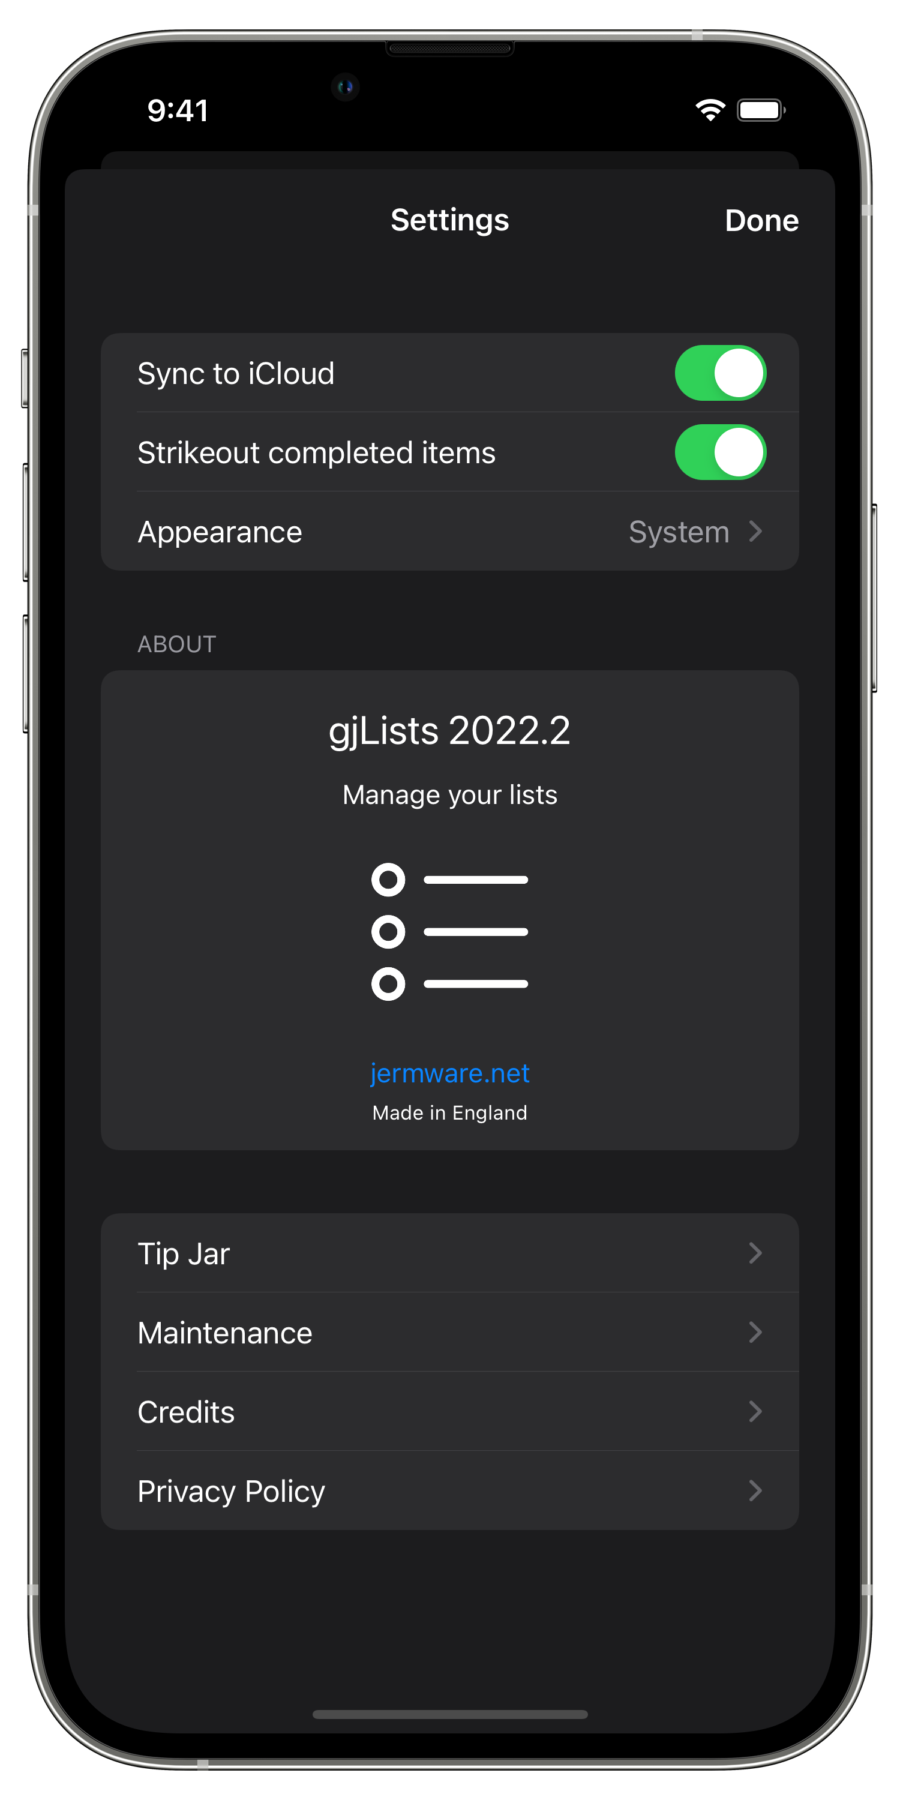 9:41
Settings
Done
Sync to iCloud
Strikeout completed items
Appearance
System
ABOUT
gjLists 2022.2
Manage your lists
jermware.net
Made in England
Tip Jar
Maintenance
Credits
Privacy Policy